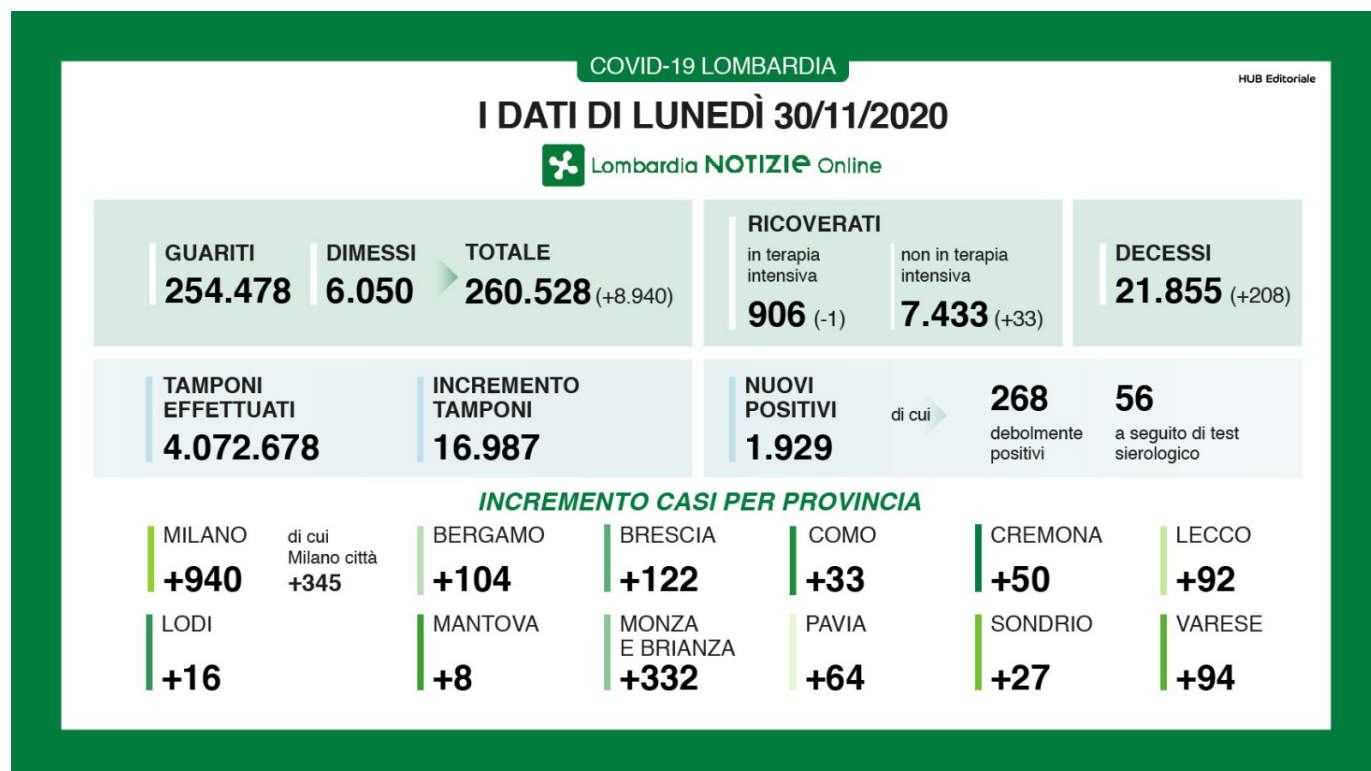 COVID-19 LOMBARDIA
HUB Editoriale
I DATI DI LUNEDÌ 30/11/2020
Lombardia NOTIZIE Online
GUARITI
254.478
DIMESSI
6.050
TOTALE
260.528 (+8.940)
RICOVERATI
in terapia
intensiva
906 (-1)
non in terapia
intensiva
7.433 (+33)
DECESSI
21.855 (+208)
TAMPONI
EFFETTUATI
4.072.678
INCREMENTO
TAMPONI
16.987
NUOVI
POSITIVI
1.929
di cui
268
debolmente
positivi
56
a seguito di test
sierologico
INCREMENTO CASI PER PROVINCIA
MILANO
+940
di cui
Milano città
+345
BERGAMO
+104
BRESCIA
+122
COMO
+33
CREMONA
+50
LECCO
+92
LODI
+16
MANTOVA
+8
MONZA
E BRIANZA
+332
PAVIA
+64
SONDRIO
+27
VARESE
+94